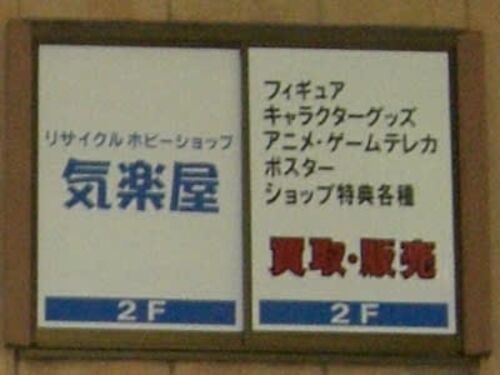 リサイクルホビーショップ
気楽屋
2F
フィギュア
キャラクターグッズ
アニメ・ゲームテレカ
ポスター
ショップ特典各種
買取・販売
2F